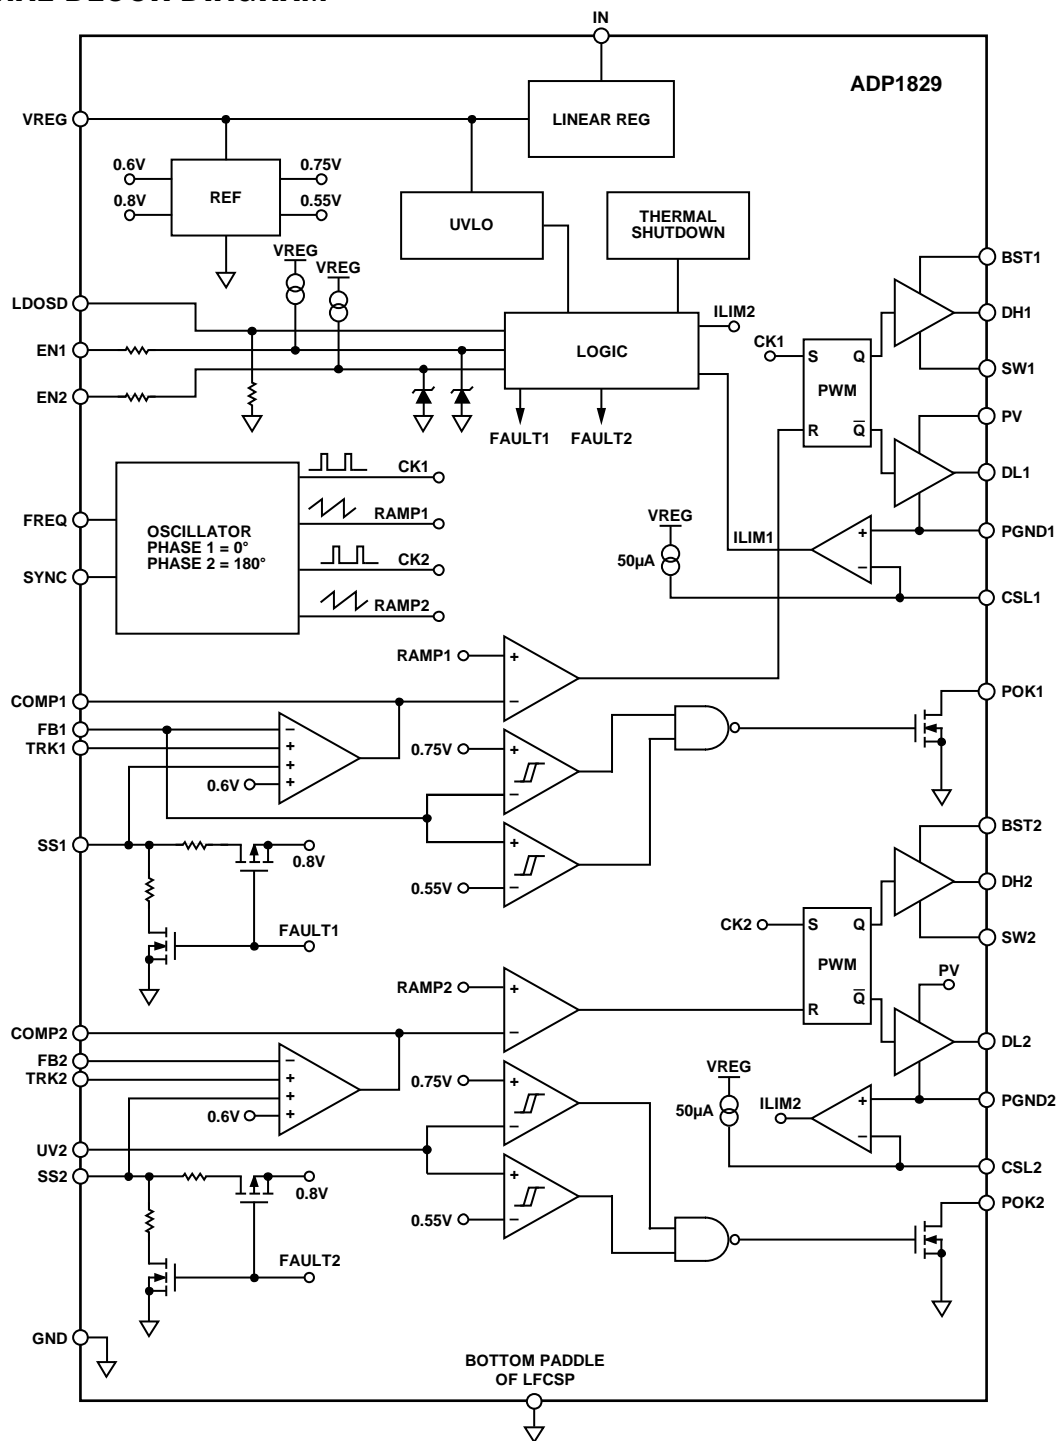 IN
ADP1829
VREG
LINEAR REG
0.6V
0.75V
REF
0.8V
0.55V
UVLO
THERMAL
SHUTDOWN
VREG
VREG
BST1
LDOSD
ILIM2
DH1
EN1
LOGIC
CK1
S
Q
SW1
EN2
PWM
PV
FAULT1
FAULT2
R
Q
DL1
CK1
FREQ
OSCILLATOR
PHASE 1 = 0°
PHASE 2 = 180°
RAMP1
VREG
ILIM1
+
PGND1
SYNC
CK2
50µA
−
CSL1
RAMP2
RAMP1
+
COMP1
−
POK1
FB1
−
TRK1
+
0.75V
+
+
0.6V
+
−
BST2
SS1
0.8V
+
DH2
0.55V
−
CK2
S
Q
FAULT1
SW2
PWM
PV
RAMP2
+
R
Q
COMP2
−
DL2
FB2
−
TRK2
+
0.75V
+
VREG
+
ILIM2
+
PGND2
0.6V
+
50µA
−
−
UV2
CSL2
SS2
+
0.8V
POK2
0.55V
−
FAULT2
GND
BOTTOM PADDLE
OF LFCSP